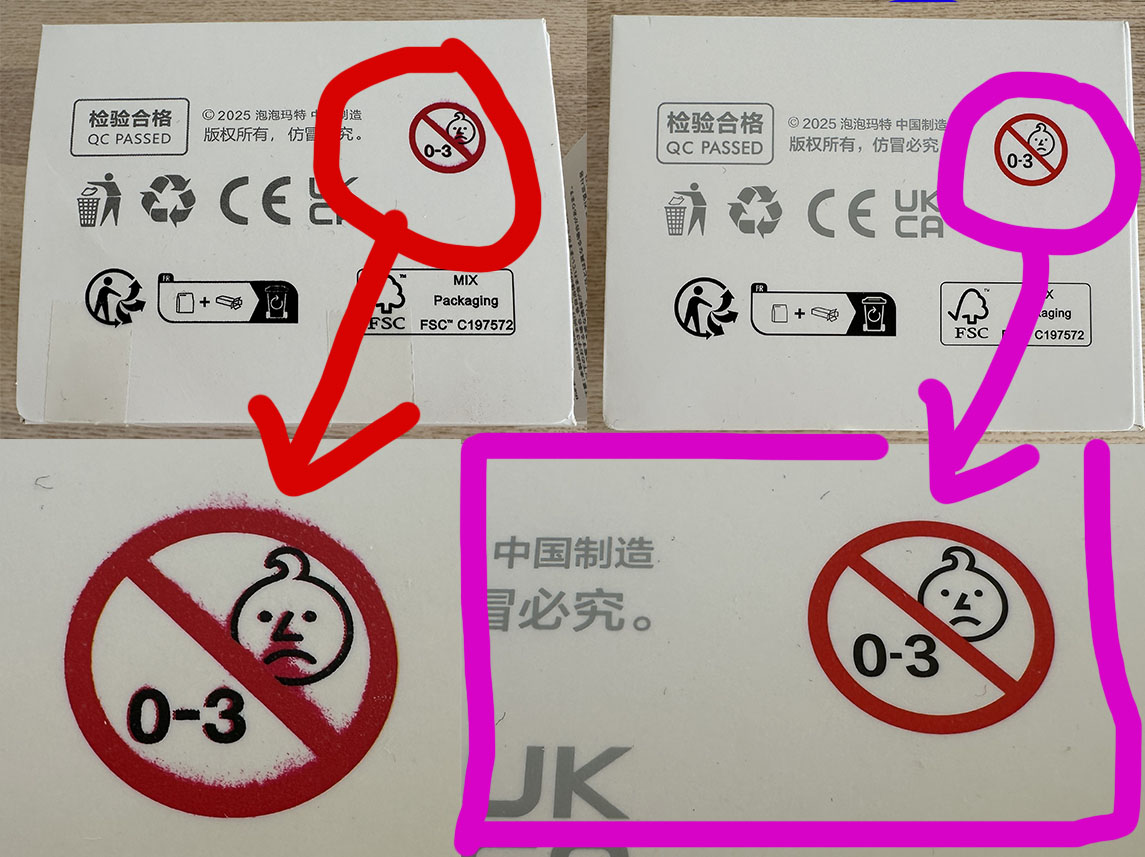 检验合格
QC PASSED
© 2025 泡泡玛特 中国制造
版权所有，仿冒必究。
0-3
CE
FR
MIX
Packaging
FSC
FSC™ C197572
检验合格
QC PASSED
© 2025 泡泡玛特 中国制造
版权所有，仿冒必究
0-3
CE UK
CA
FR
FSC
C197572
0-3
中国制造
冒必究。
0-3
UK